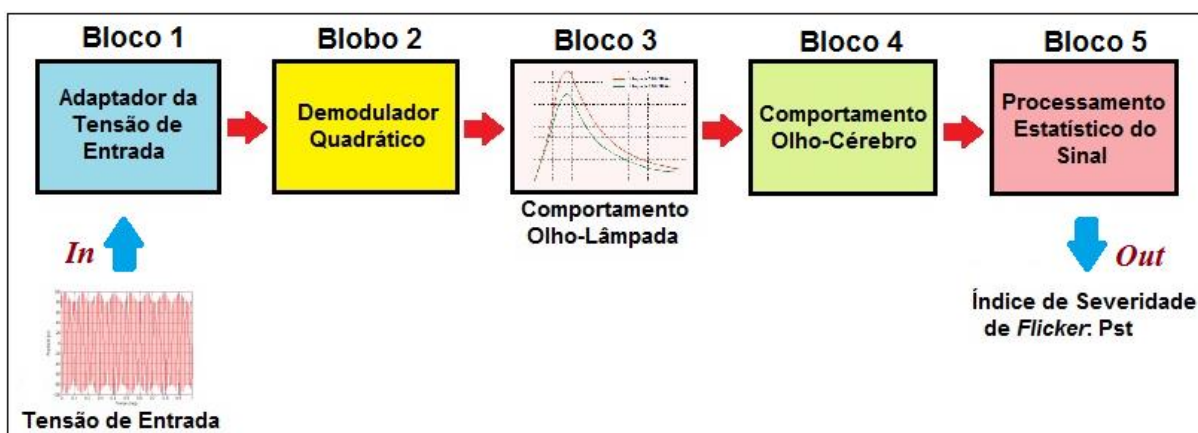 Bloco 1
Blobo 2
Bloco 3
Bloco 4
Bloco 5
Adaptador da
Tensão de
Entrada
Demodulador
Quadrático
Comportamento
Olho-Lâmpada
Comportamento
Olho-Cérebro
Processamento
Estatístico do
Sinal
In
Out
Tensão de Entrada
Índice de Severidade
de Flicker: Pst